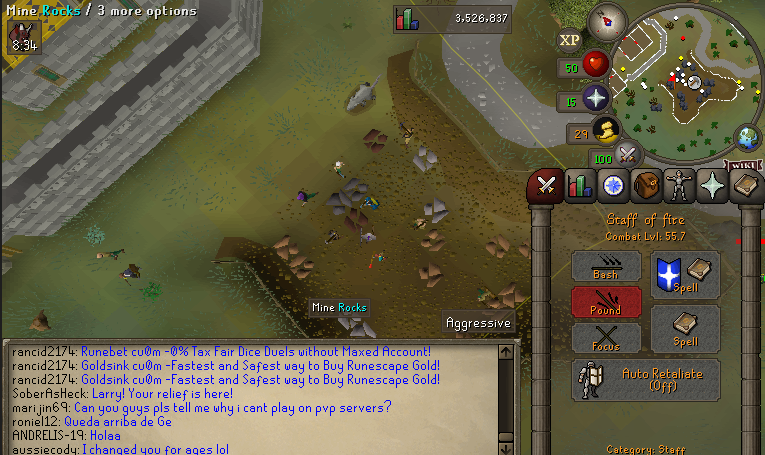 Mine Rocks / 3 more options
8:34
3,526,837
XP
50
15
29
100
WIKI
Staff of fire
Combat Lvl: 55.7
Bash
Spell
Pound
Spell
Focus
Auto Retaliate
(Off)
Category: Staff
Mine Rocks
Aggressive
rancid2174: Runebet cu0m -0% Tax Fair Dice Duels without Maxed Account!
rancid2174: Goldsink cu0m -Fastest and Safest way to Buy Runescape Gold!
rancid2174: Goldsink cu0m -Fastest and Safest way to Buy Runescape Gold!
SoberAsHeck: Larry! Your relief is here!
marijin69: Can you guys pls tell me why i cant play on pvp servers?
roniel12: Queda arriba de Ge
ANDRELIS-19: Holaa
aussiecody: I changed you for ages lol